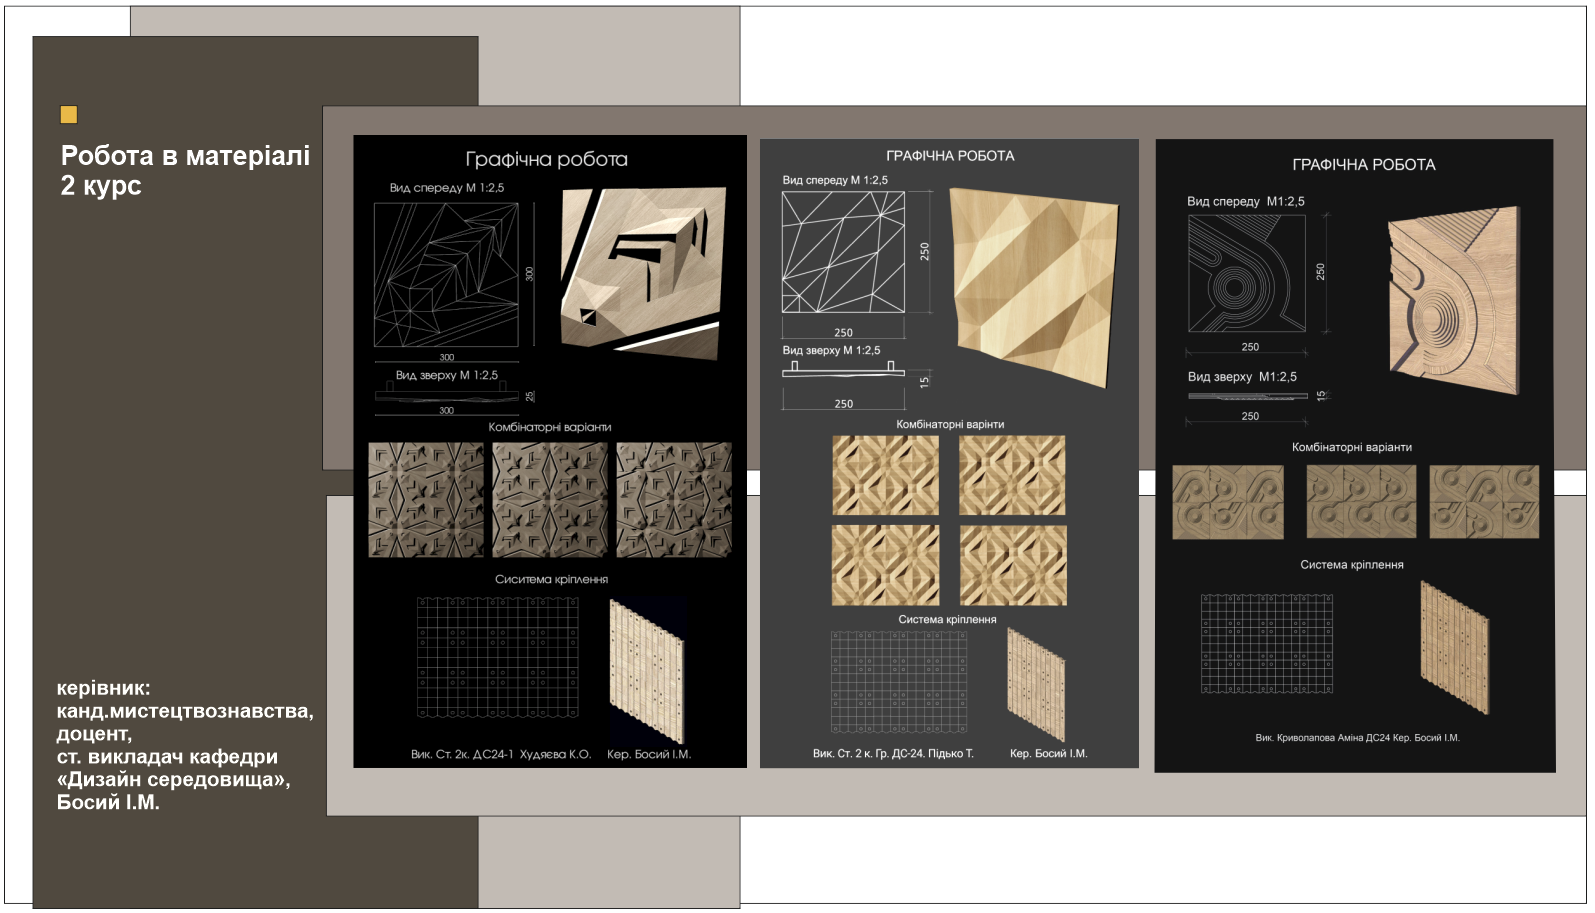 Робота в матеріалі
2 курс
керівник:
канд.мистецтвознавства,
доцент,
ст. викладач кафедри
«Дизайн середовища»,
Босий І.М.
Графічна робота
Вид спереду М 1:2,5
300
300
Вид зверху М 1:2,5
25
300
Комбінаторні варіанти
Сиситема кріплення
Вик. Ст. 2к. ДС24-1 Худяєва К.О. Кер. Босий І.М.
ГРАФІЧНА РОБОТА
Вид спереду М 1:2,5
250
250
Вид зверху М 1:2,5
15
250
Комбінаторні варінти
Система кріплення
Вик. Ст. 2 к. Гр. ДС-24. Підько Т. Кер. Босий І.М.
ГРАФІЧНА РОБОТА
Вид спереду М1:2,5
250
250
Вид зверху М1:2,5
15
250
Комбінаторні варіанти
Система кріплення
Вик. Криволапова Аміна ДС24 Кер. Босий І.М.